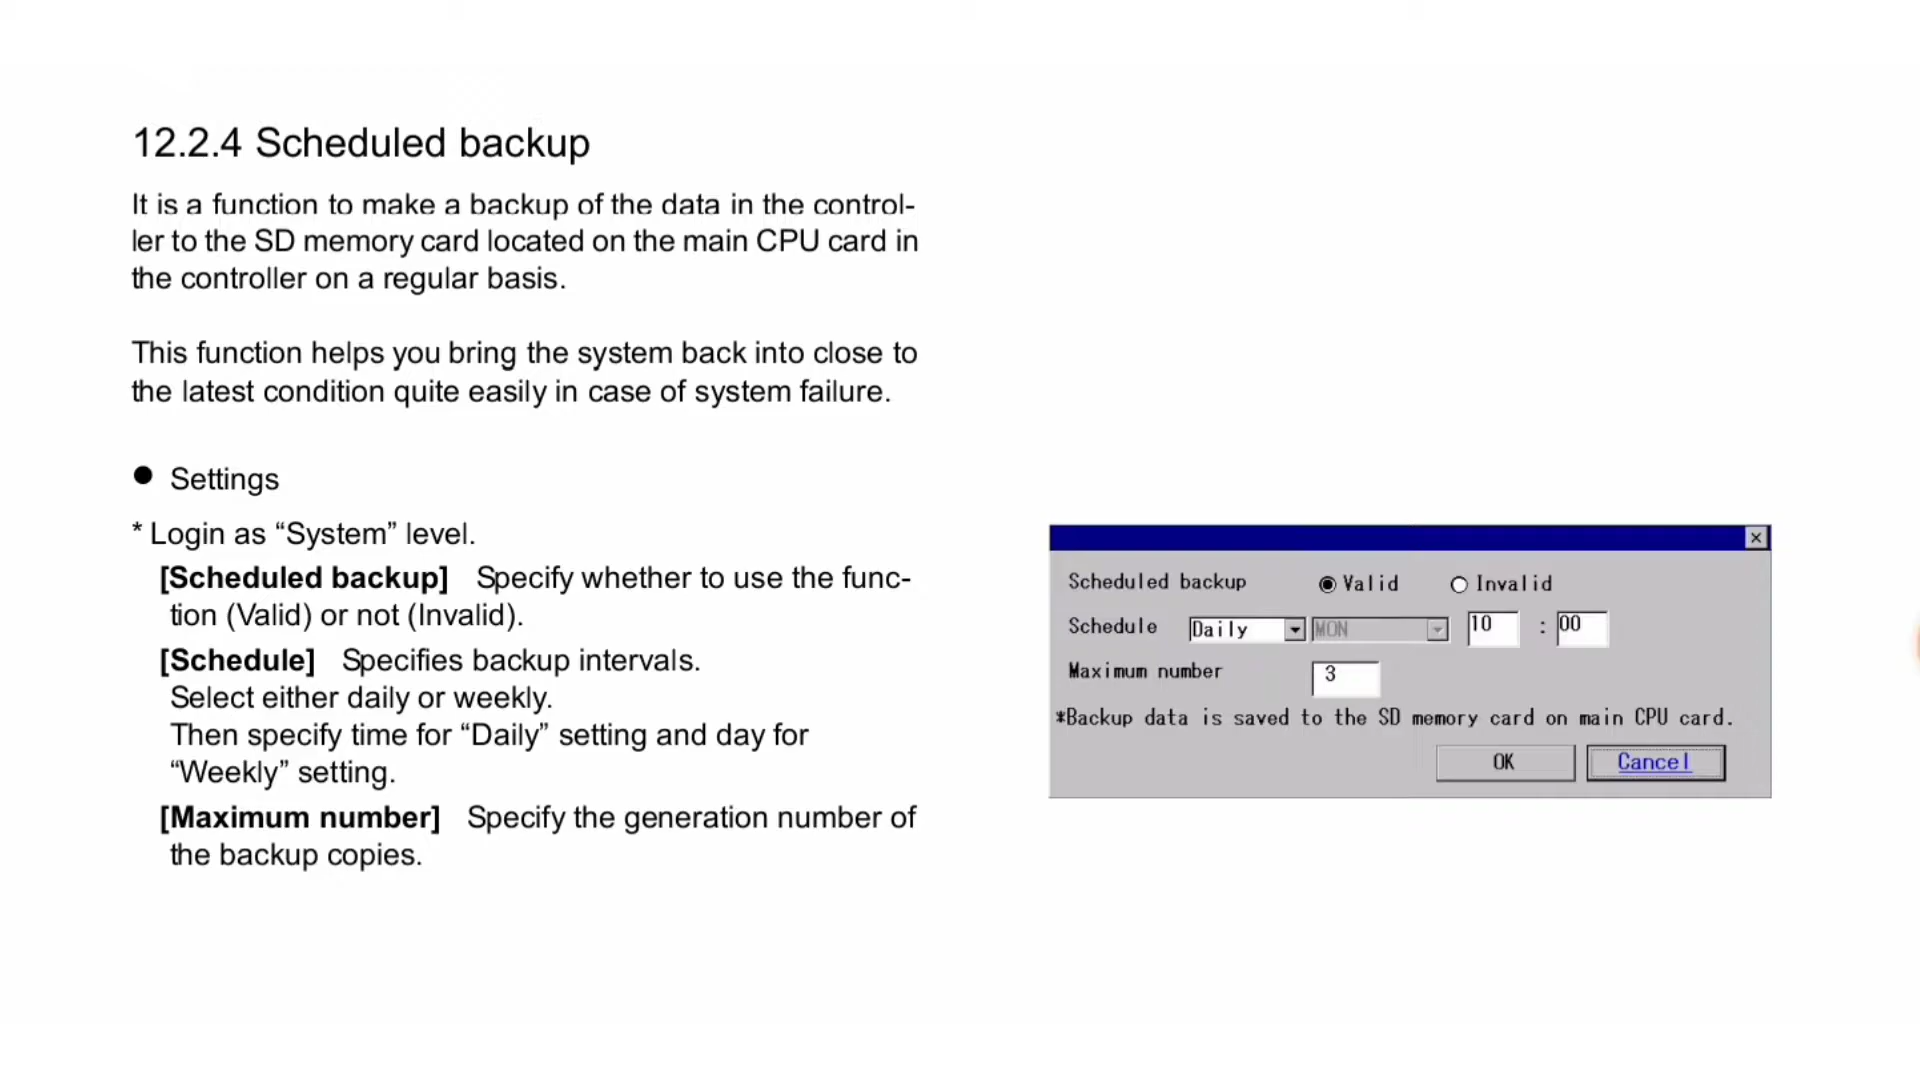 12.2.4 Scheduled backup
It is a function to make a backup of the data in the control-
ler to the SD memory card located on the main CPU card in
the controller on a regular basis.
This function helps you bring the system back into close to
the latest condition quite easily in case of system failure.
● Settings
* Login as “System” level.
[Scheduled backup] Specify whether to use the func-
tion (Valid) or not (Invalid).
[Schedule] Specifies backup intervals.
Select either daily or weekly.
Then specify time for “Daily” setting and day for
“Weekly” setting.
[Maximum number] Specify the generation number of
the backup copies.
Scheduled backup Valid Invalid
Schedule Daily MON 10 : 00
Maximum number 3
*Backup data is saved to the SD memory card on main CPU card.
OK Cancel